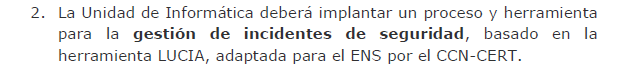 2. La Unidad de Informática deberá implantar un proceso y herramienta
para la gestión de incidentes de seguridad, basado en la
herramienta LUCIA, adaptada para el ENS por el CCN-CERT.